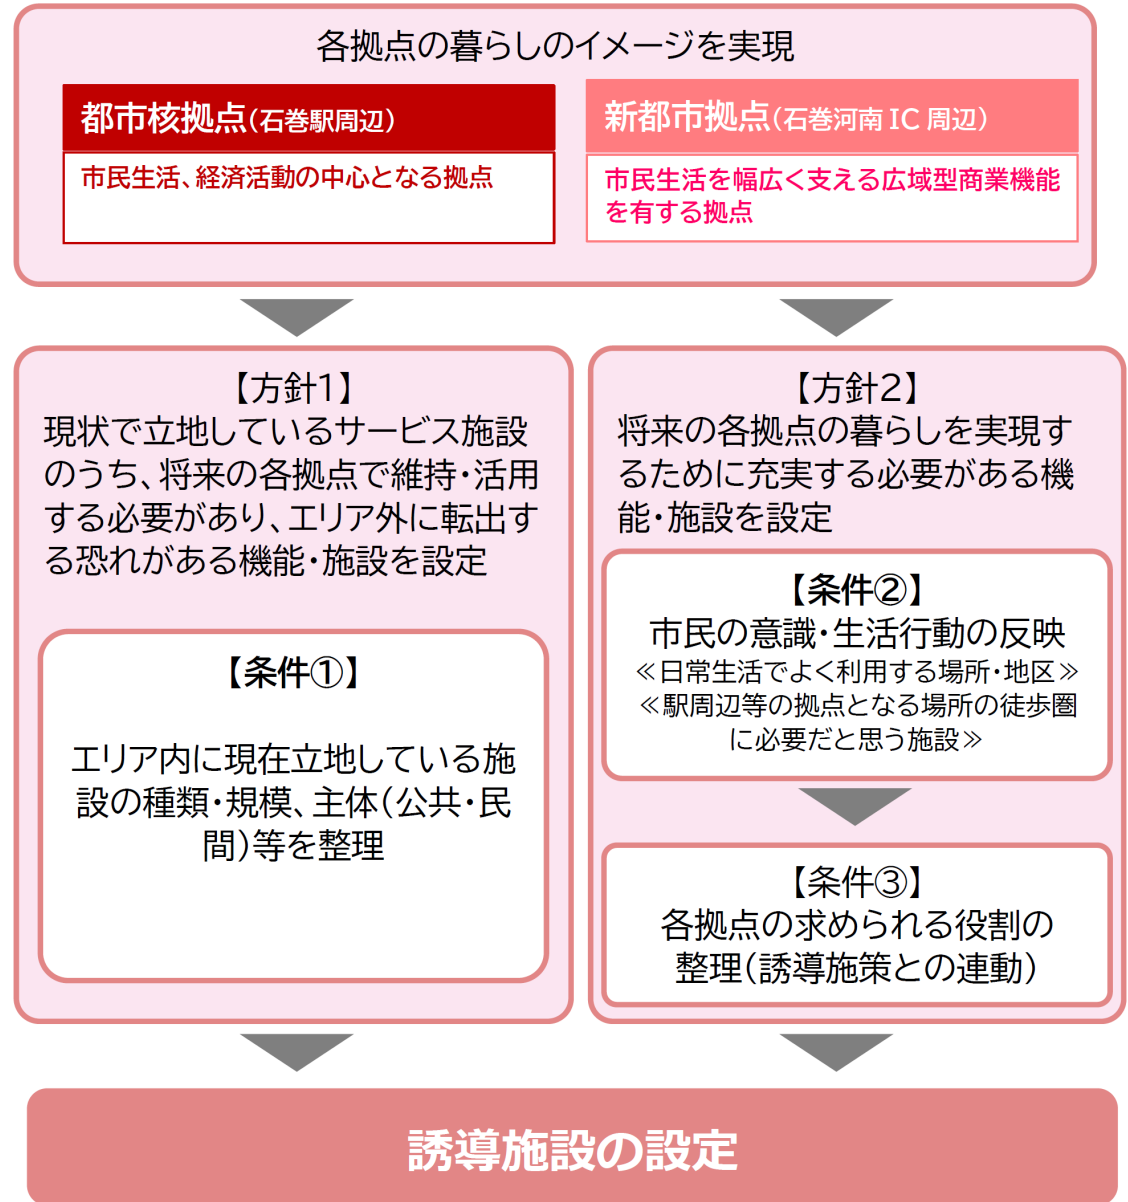 各拠点の暮らしのイメージを実現
都市核拠点（石巻駅周辺）
市民生活、経済活動の中心となる拠点
新都市拠点（石巻河南 IC 周辺）
市民生活を幅広く支える広域型商業機能
を有する拠点
【方針1】
現状で立地しているサービス施設
のうち、将来の各拠点で維持・活用
する必要があり、エリア外に転出す
る恐れがある機能・施設を設定
【条件①】
エリア内に現在立地している施
設の種類・規模、主体（公共・民
間）等を整理
【方針2】
将来の各拠点の暮らしを実現す
るために充実する必要がある機
能・施設を設定
【条件②】
市民の意識・生活行動の反映
≪日常生活でよく利用する場所・地区≫
≪駅周辺等の拠点となる場所の徒歩圏
に必要だと思う施設≫
【条件③】
各拠点の求められる役割の
整理（誘導施策との連動）
誘導施設の設定